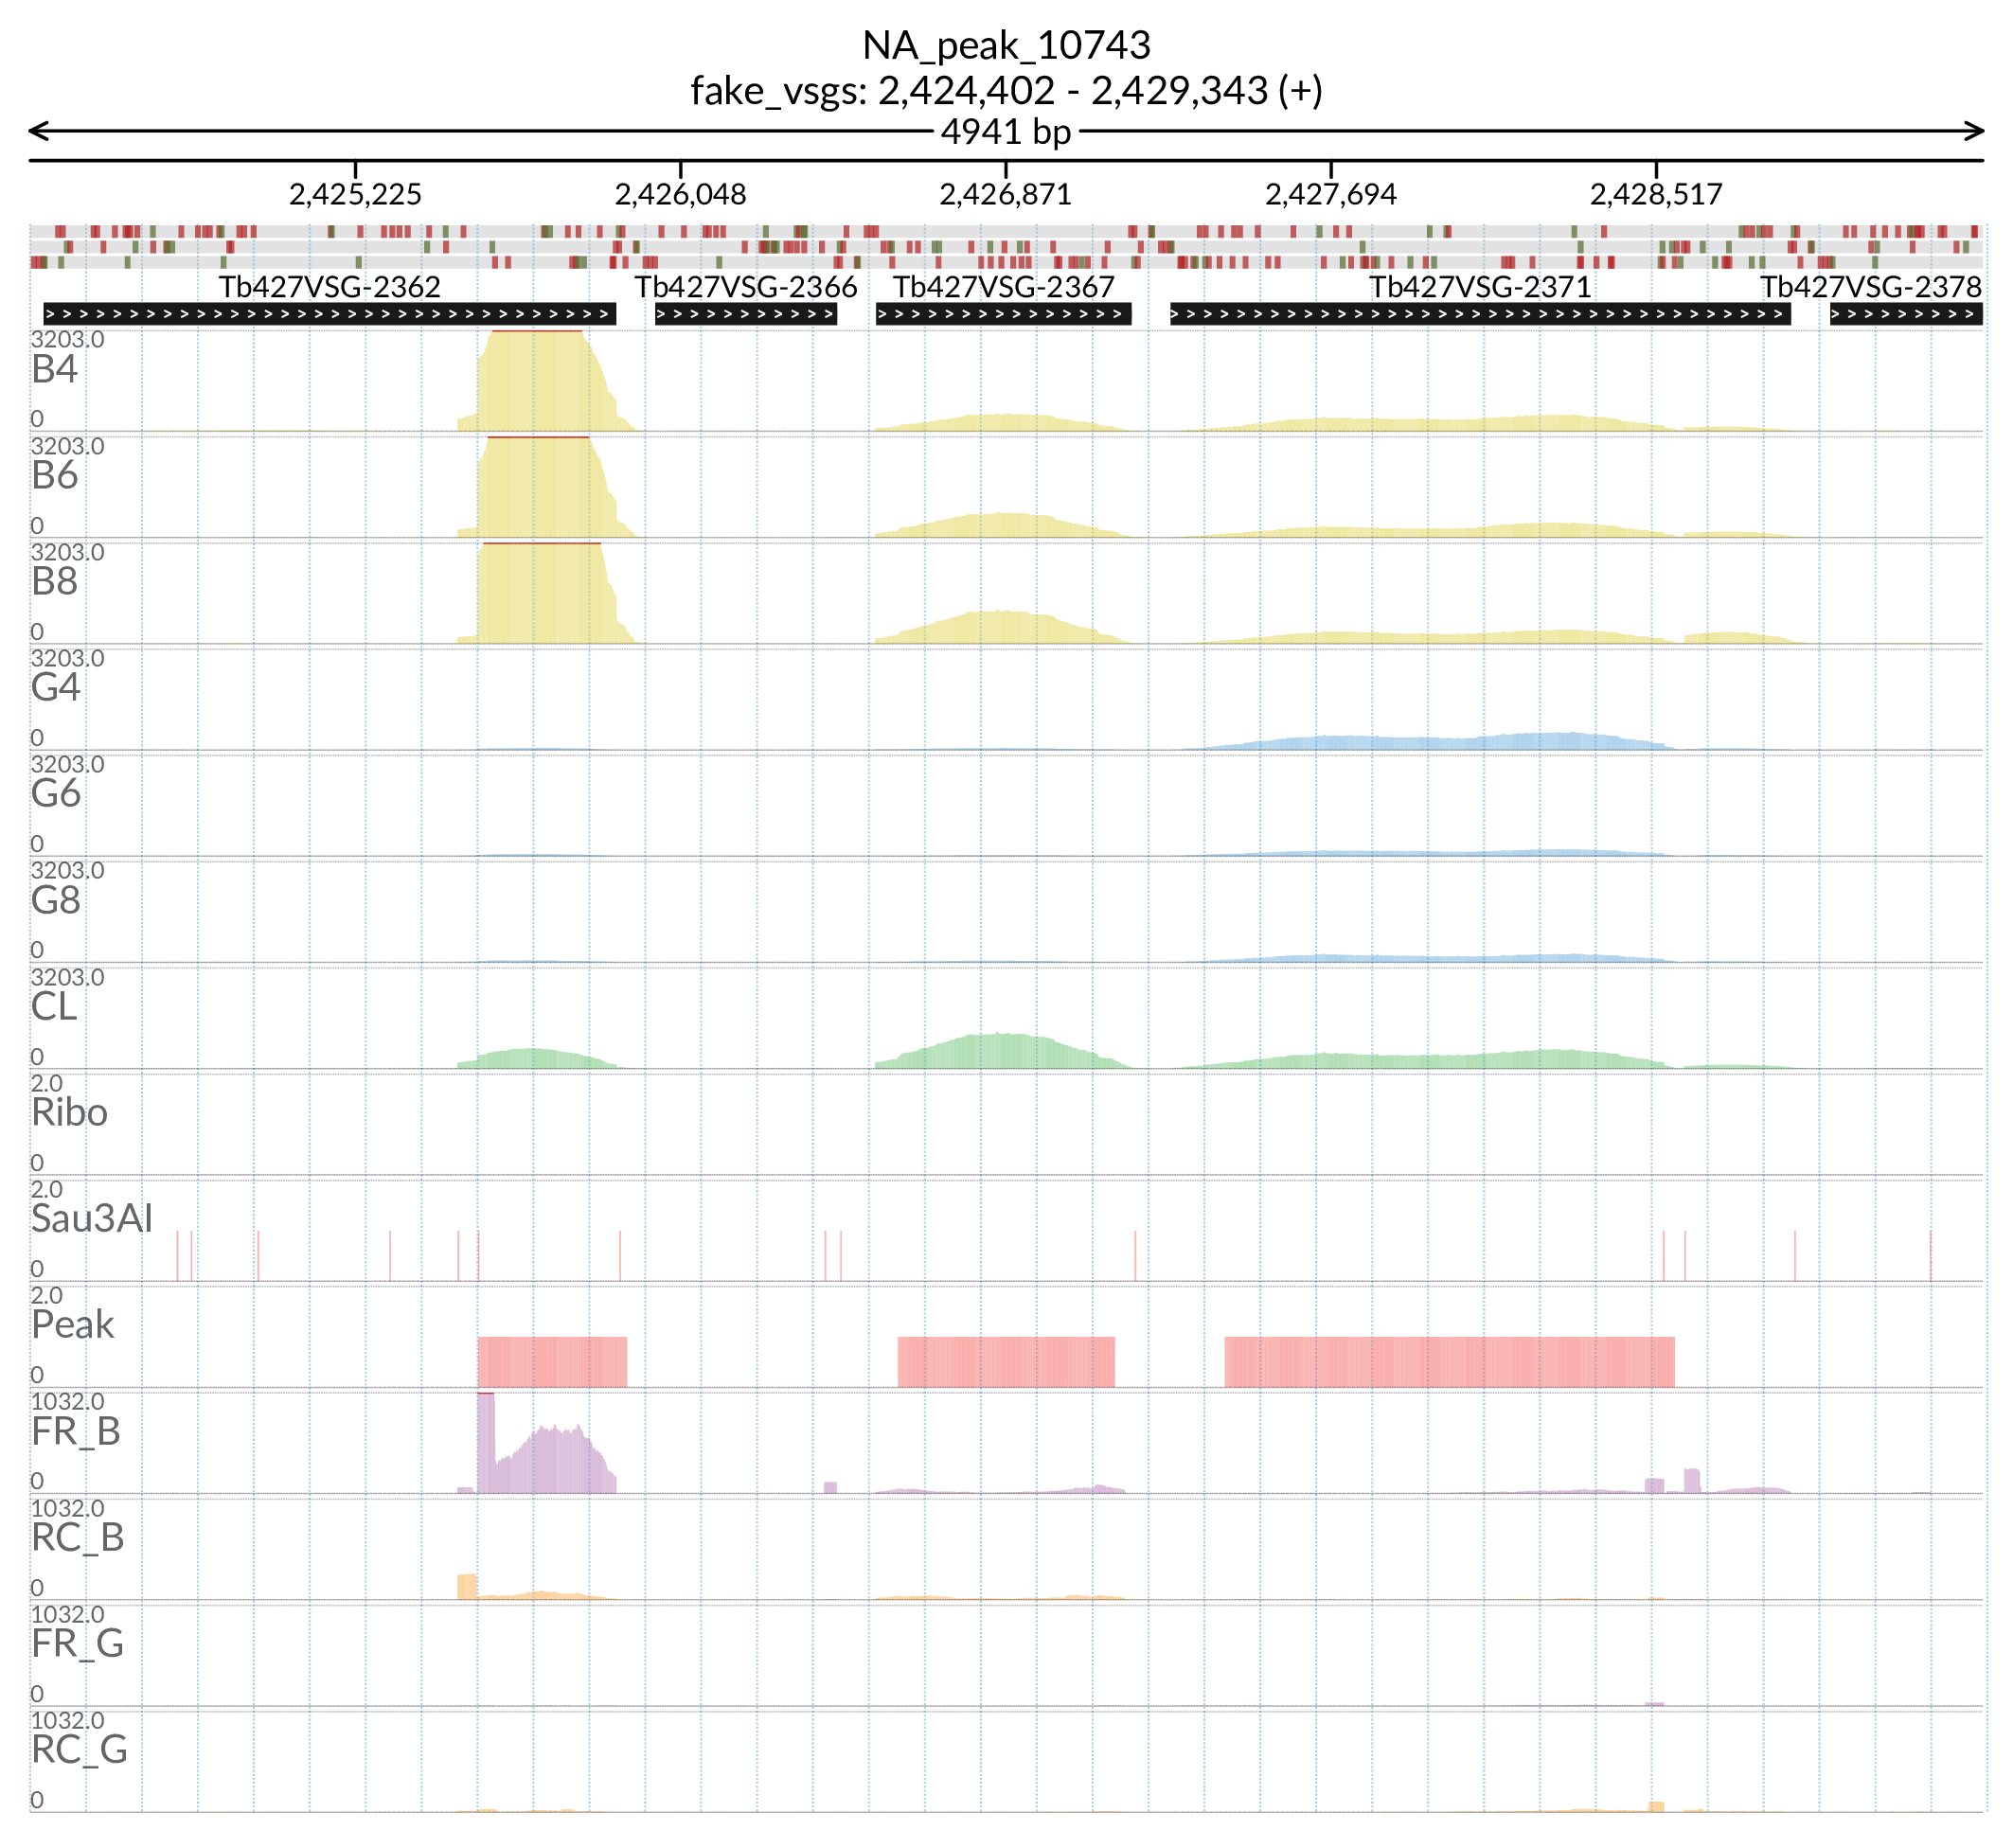 NA_peak_10743
fake_vsgs: 2,424,402 - 2,429,343 (+)
4941 bp
2,425,225 2,426,048 2,426,871 2,427,694 2,428,517
Tb427VSG-2362 Tb427VSG-2366 Tb427VSG-2367 Tb427VSG-2371 Tb427VSG-2378
3203.0
B4
0
3203.0
B6
0
3203.0
B8
0
3203.0
G4
0
3203.0
G6
0
3203.0
G8
0
3203.0
CL
0
2.0
Ribo
0
2.0
Sau3AI
0
2.0
Peak
0
1032.0
FR_B
0
1032.0
RC_B
0
1032.0
FR_G
0
1032.0
RC_G
0